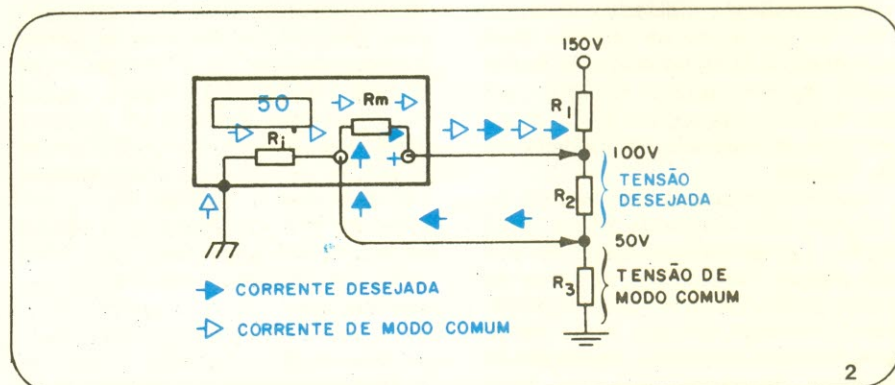 150V
50
Rm
R1
Ri
+
100V
R2
TENSÃO
DESEJADA
50V
R3
TENSÃO DE
MODO COMUM
CORRENTE DESEJADA
CORRENTE DE MODO COMUM
2